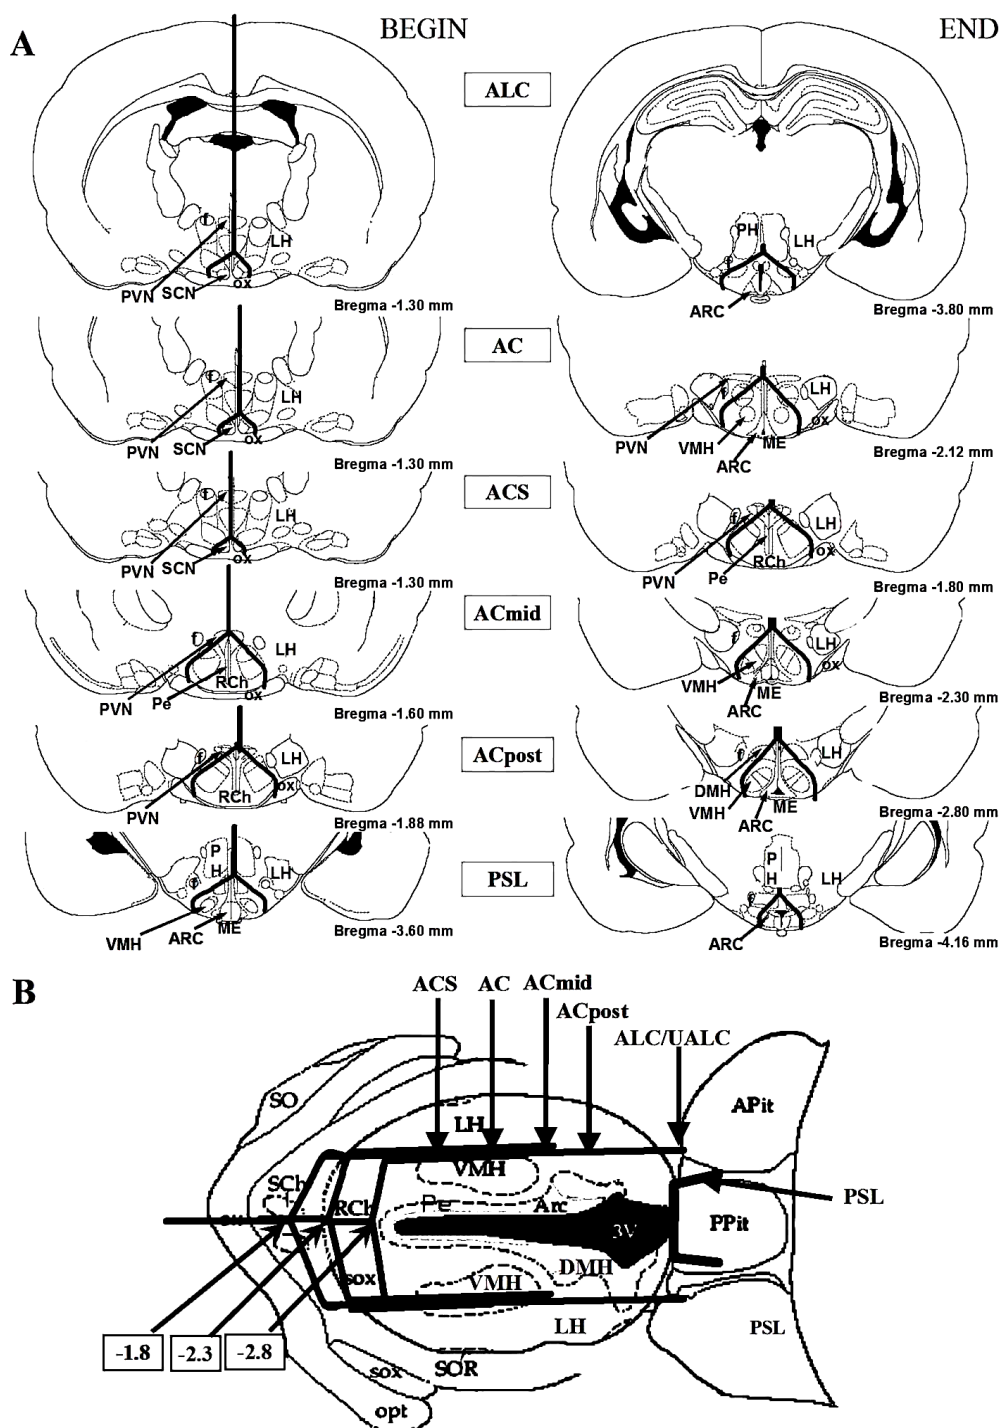 A
BEGIN
END
ALC
f
LH
PVN
SCN
ox
Bregma -1.30 mm
PH
LH
f
ARC
Bregma -3.80 mm
AC
f
LH
PVN
SCN
ox
Bregma -1.30 mm
LH
f
ox
PVN
VMH
ME
ARC
Bregma -2.12 mm
ACS
f
LH
PVN
SCN
ox
Bregma -1.30 mm
f
LH
ox
RCh
PVN
Pe
Bregma -1.80 mm
ACmid
f
LH
RCh
ox
PVN
Pe
Bregma -1.60 mm
f
LH
ox
VMH
ME
ARC
Bregma -2.30 mm
ACpost
f
LH
RCh
ox
PVN
Bregma -1.88 mm
f
LH
DMH
VMH
ME
ARC
Bregma -2.80 mm
PSL
P
H
LH
f
VMH
ARC
ME
Bregma -3.60 mm
P
H
LH
f
ARC
Bregma -4.16 mm
B
ACS
AC
ACmid
ACpost
ALC/UALC
SO
APit
LH
VMH
SCh
RCh
Pe
Arc
PSL
3V
PPit
sox
DMH
VMH
LH
PSL
-1.8
-2.3
-2.8
sox
SOR
opt